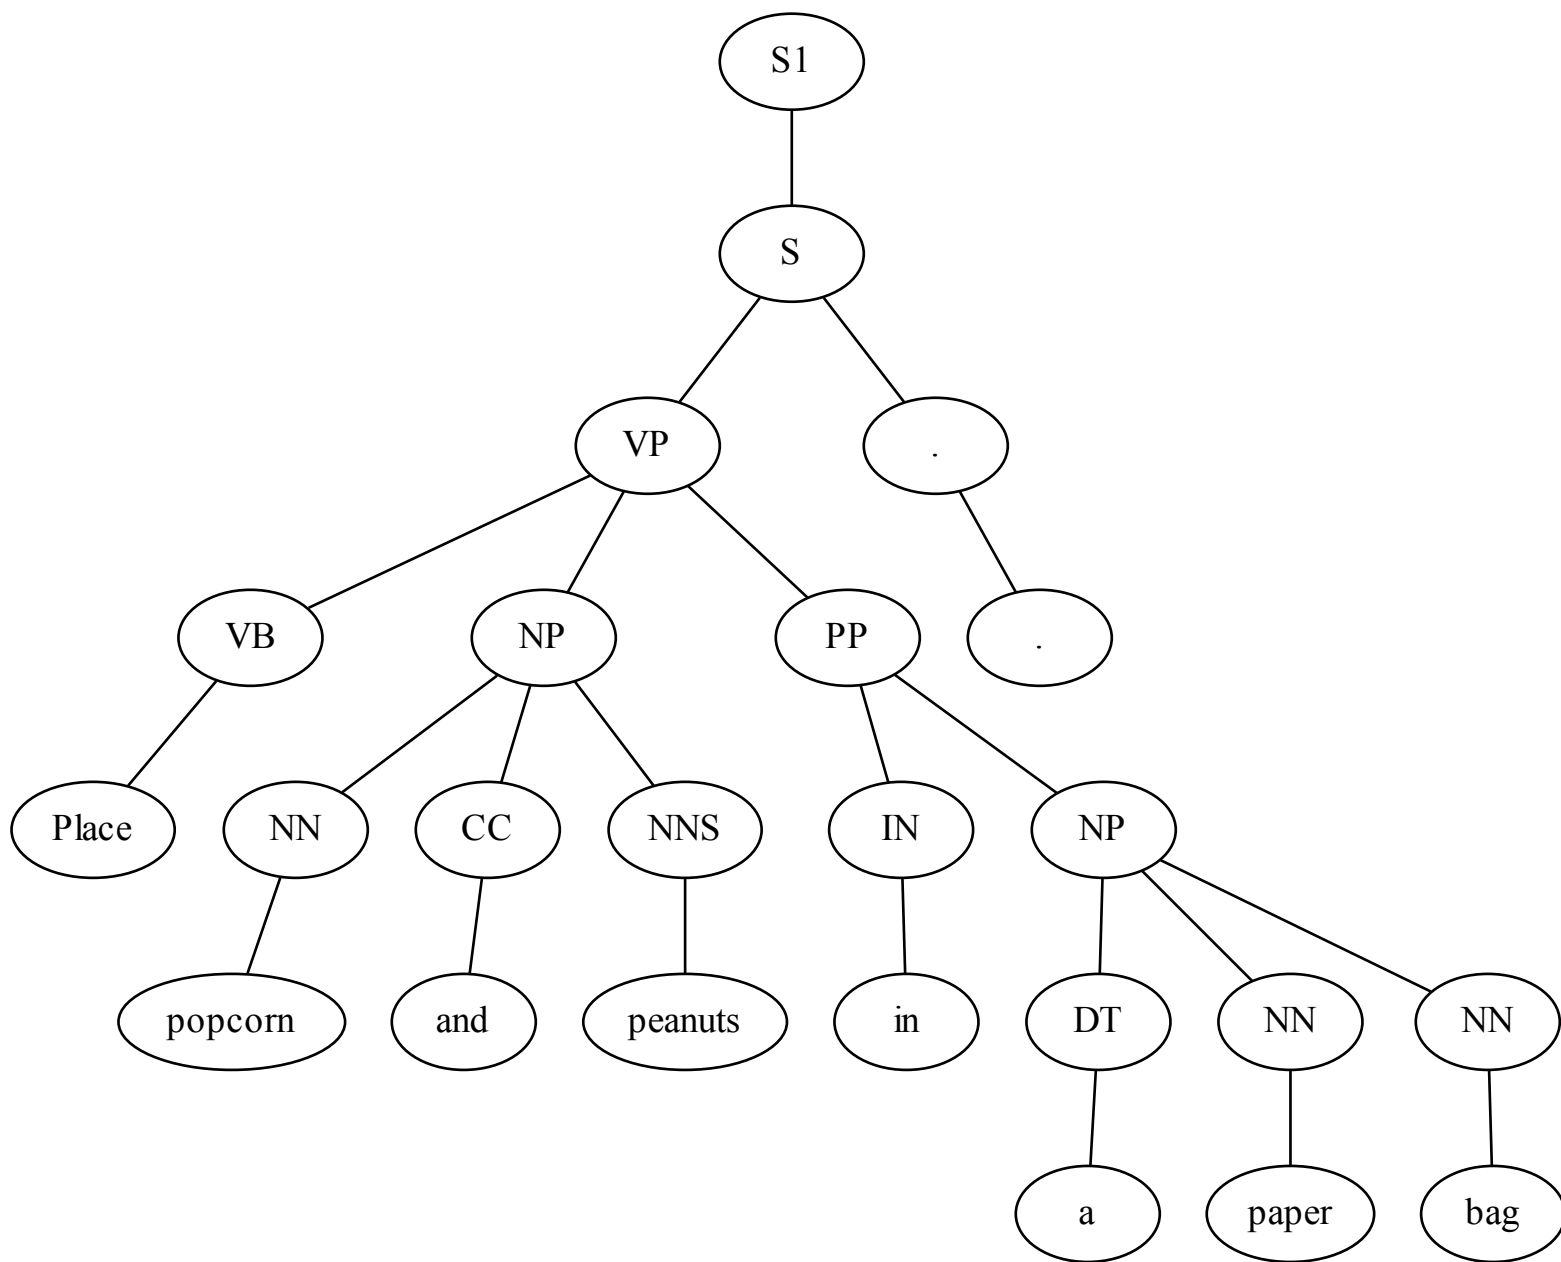 S1
S
VP .
VB NP PP .
Place NN CC NNS IN NP
popcorn and peanuts in DT NN NN
a paper bag